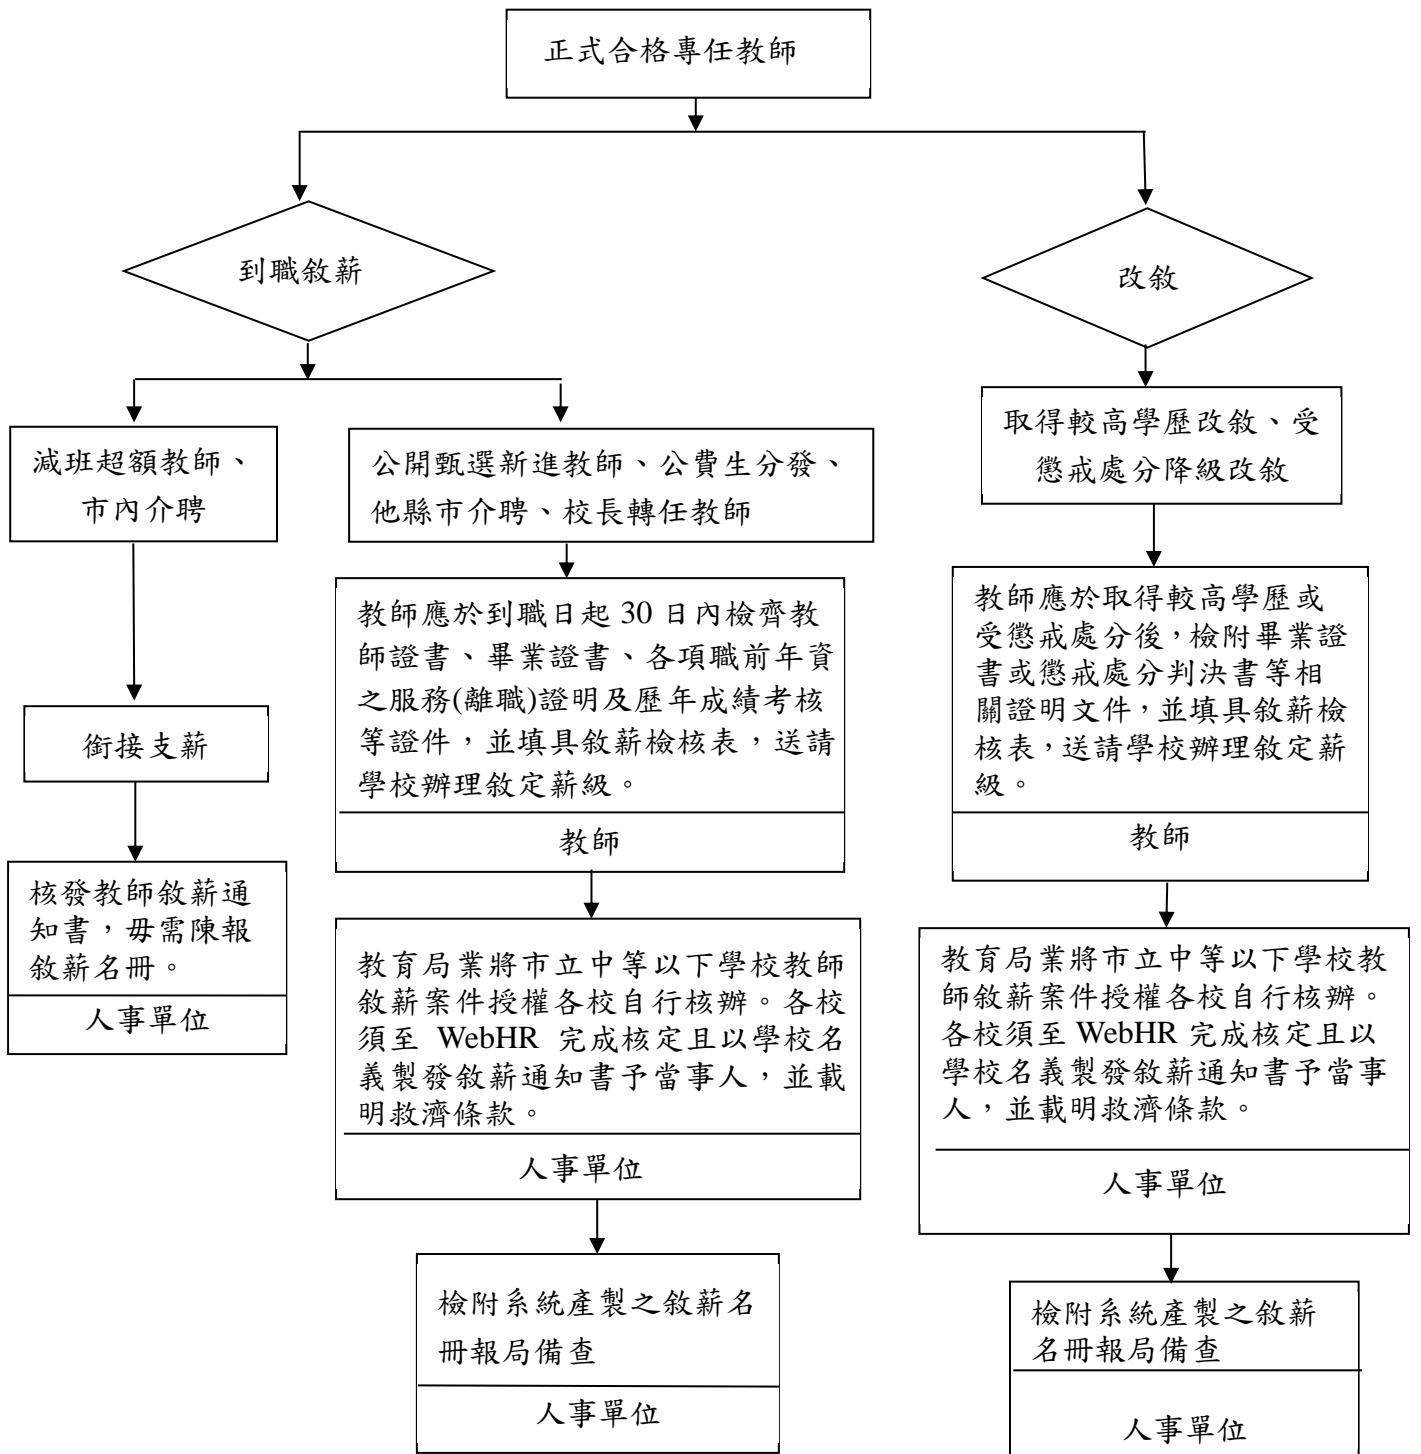 正式合格專任教師
到職敘薪
改敘
減班超額教師、
市內介聘
公開甄選新進教師、公費生分發、
他縣市介聘、校長轉任教師
取得較高學歷改敘、受
懲戒處分降級改敘
銜接支薪
核發教師敘薪通
知書，毋需陳報
敘薪名冊。
人事單位
教師應於到職日起 30 日內檢齊教
師證書、畢業證書、各項職前年資
之服務(離職)證明及歷年成績考核
等證件，並填具敘薪檢核表，送請
學校辦理敘定薪級。
教師
教育局業將市立中等以下學校教師
敘薪案件授權各校自行核辦。各校
須至 WebHR 完成核定且以學校名
義製發敘薪通知書予當事人，並載
明救濟條款。
人事單位
檢附系統產製之敘薪名
冊報局備查
人事單位
教師應於取得較高學歷或
受懲戒處分後，檢附畢業證
書或懲戒處分判決書等相
關證明文件，並填具敘薪檢
核表，送請學校辦理敘定薪
級。
教師
教育局業將市立中等以下學校教
師敘薪案件授權各校自行核辦。
各校須至 WebHR 完成核定且以
學校名義製發敘薪通知書予當事
人，並載明救濟條款。
人事單位
檢附系統產製之敘薪
名冊報局備查
人事單位